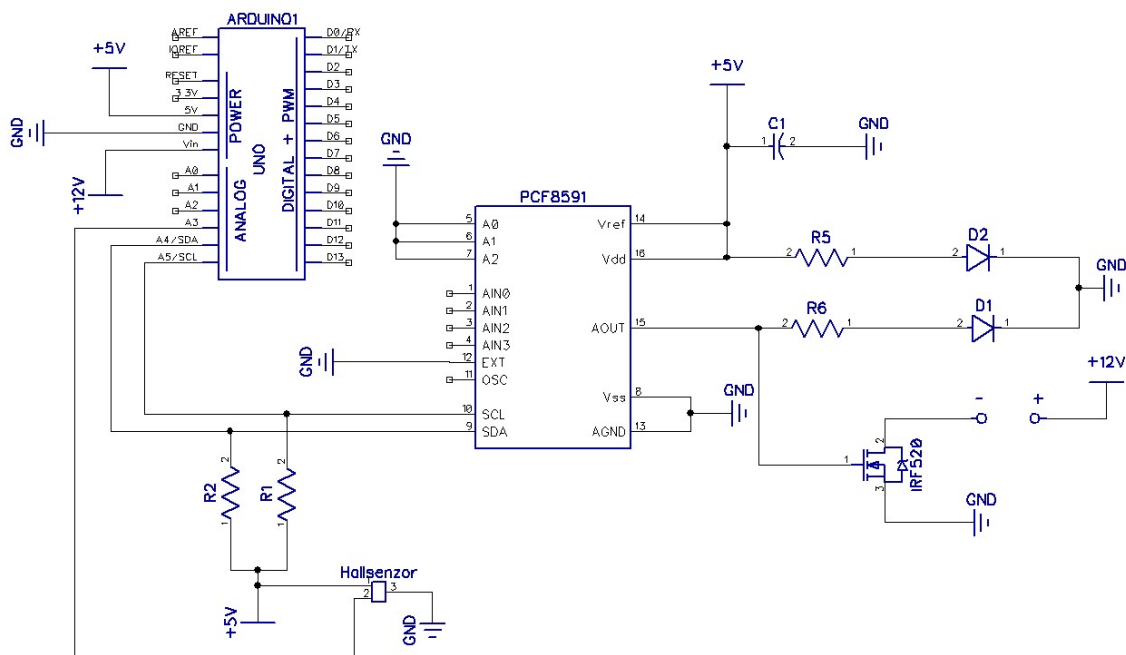 ARDUINO1
AREF
IOREF
RESET
3.3V
5V
GND
Vin
A0
A1
A2
A3
A4/SDA
A5/SCL
POWER
ANALOG
UNO
DIGITAL + PWM
D0/RX
D1/TX
D2
D3
D4
D5
D6
D7
D8
D9
D10
D11
D12
D13
+5V
GND
+12V
GND
PCF8591
5 A0
6 A1
7 A2
1 AIN0
2 AIN1
3 AIN2
4 AIN3
12 EXT
11 OSC
10 SCL
9 SDA
Vref 14
Vdd 16
AOUT 15
Vss 8
AGND 13
GND
+5V
C1
1 2
GND
R5
2 1
D2
2 1
GND
R6
2 1
D1
2 1
GND
+12V
- +
1
2
3
IRF520
GND
R2
2
1
R1
2
1
+5V
Hallsenzor
1
2
3
GND